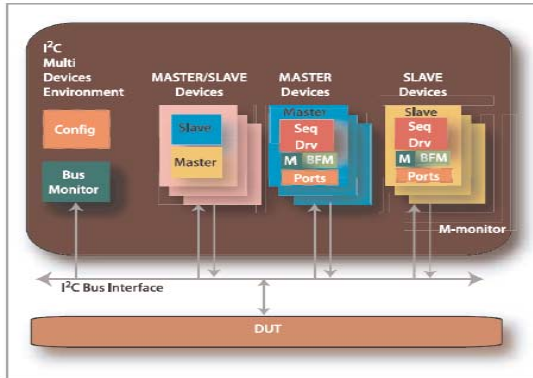 I²C
Multi
Devices
Environment
Config
Bus
Monitor
MASTER/SLAVE
Devices
Slave
Master
MASTER
Devices
Master
Seq
Drv
M BFM
Ports
SLAVE
Devices
Slave
Seq
Drv
M BFM
Ports
M-monitor
I²C Bus Interface
DUT